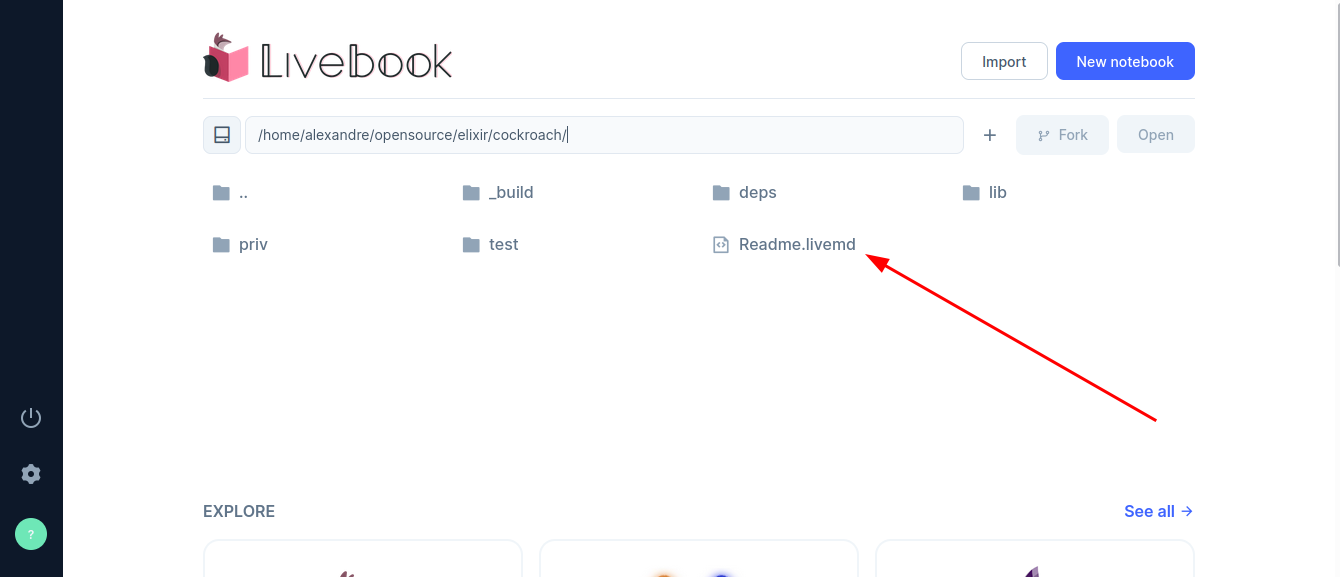 Livebook
Import
New notebook
/home/alexandre/opensource/elixir/cockroach/
+
Fork
Open
..
_build
deps
lib
priv
test
Readme.livemd
?
EXPLORE
See all →